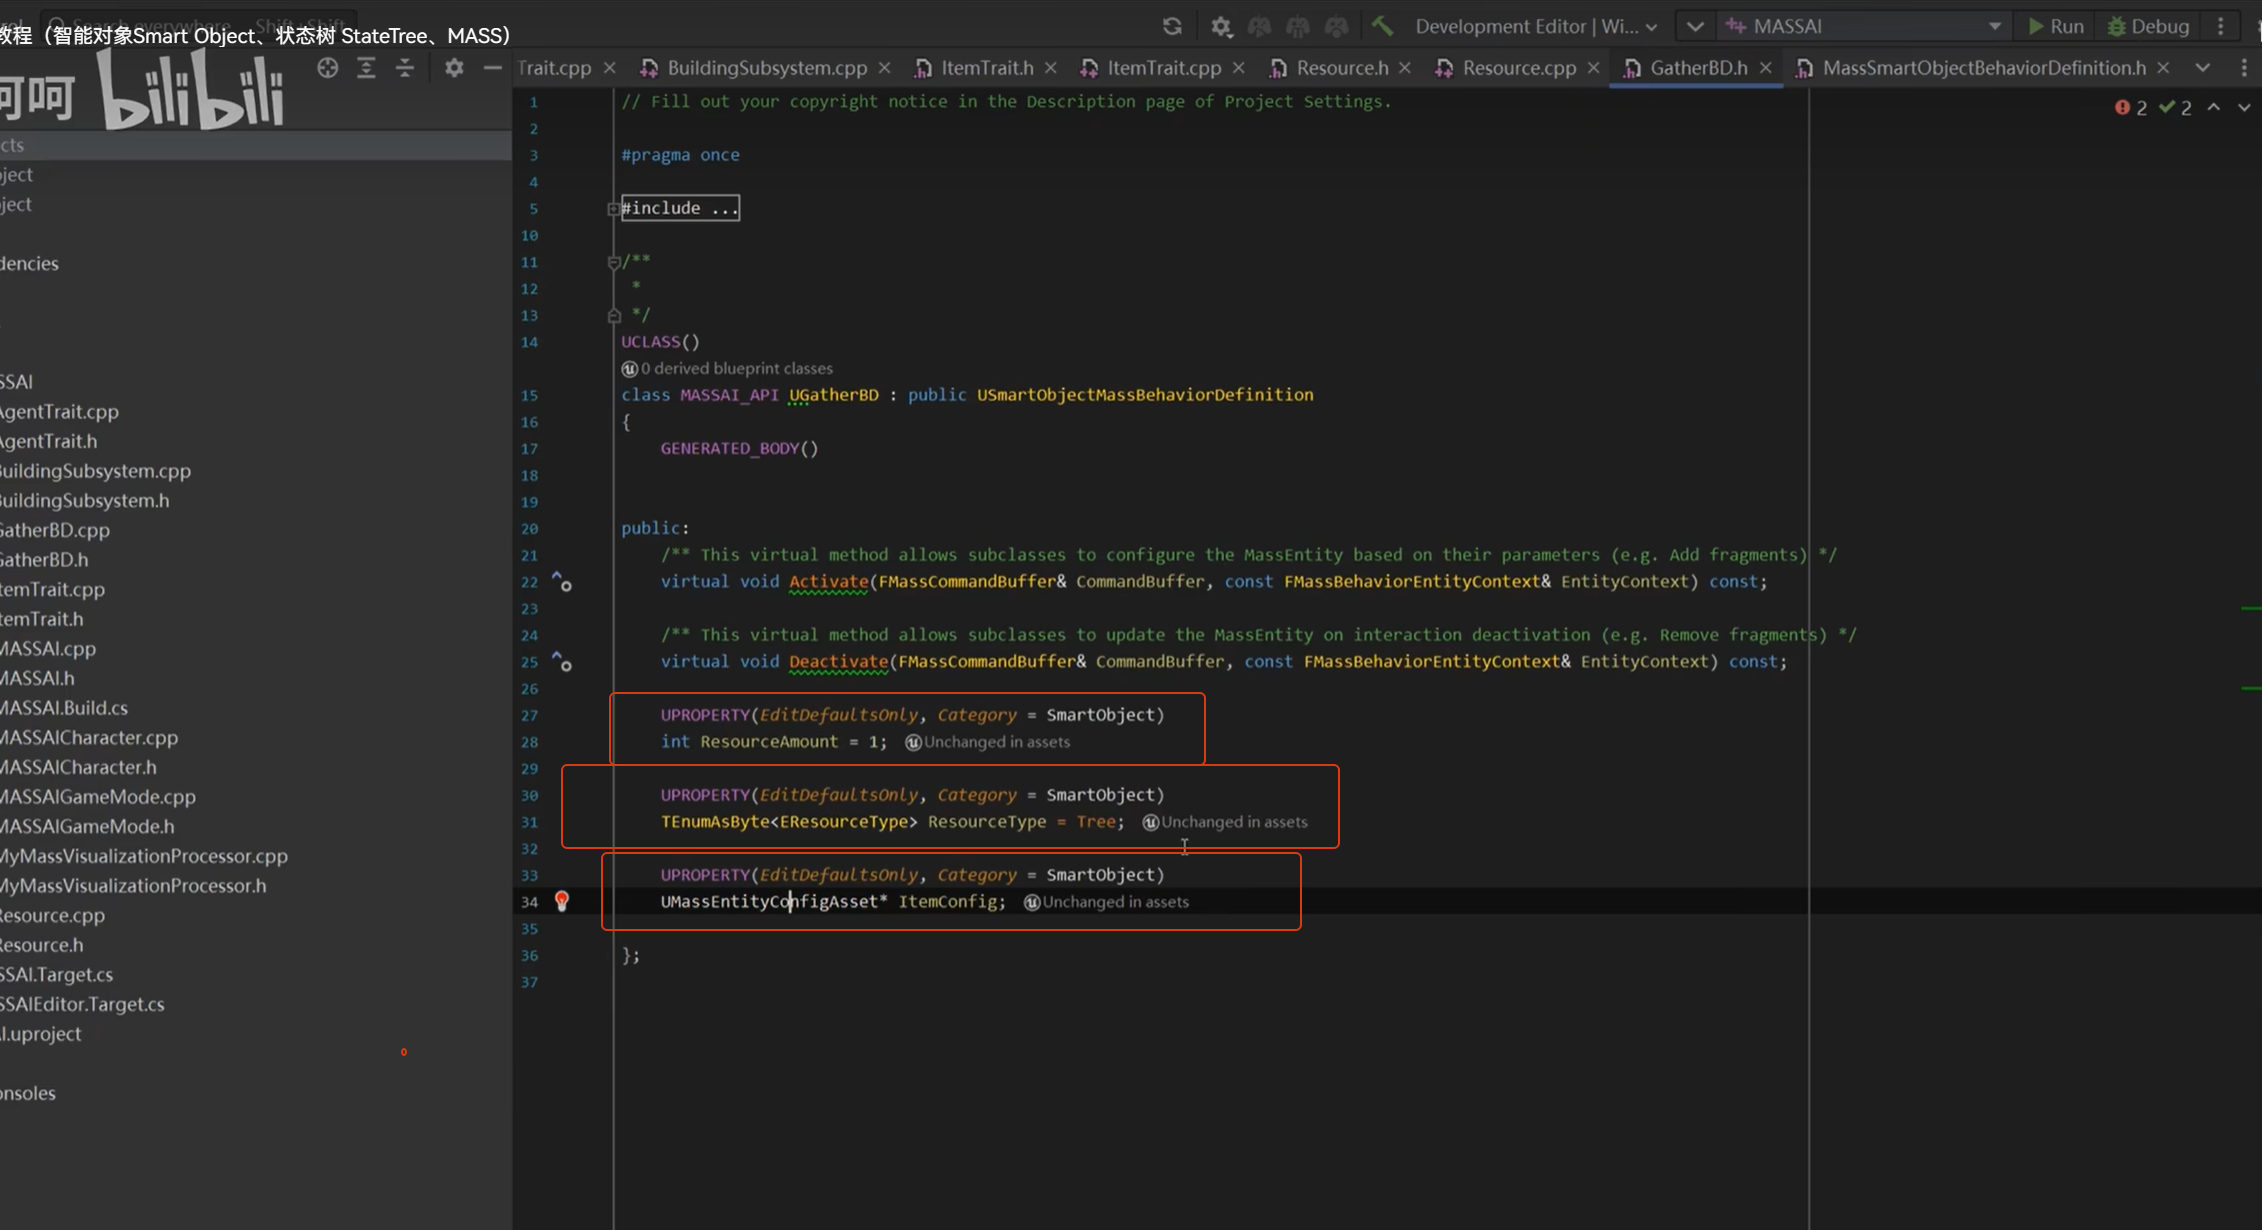 Search everywhere Shift+Shift
教程（智能对象Smart Object、状态树 StateTree、MASS）
Development Editor | Wi...
MASSAI
Run
Debug
呵呵
bilibili
Trait.cpp
BuildingSubsystem.cpp
ItemTrait.h
ItemTrait.cpp
Resource.h
Resource.cpp
GatherBD.h
MassSmartObjectBehaviorDefinition.h
2 2
cts
ject
ject
dencies
SSAI
AgentTrait.cpp
AgentTrait.h
BuildingSubsystem.cpp
BuildingSubsystem.h
GatherBD.cpp
GatherBD.h
temTrait.cpp
temTrait.h
MASSAI.cpp
MASSAI.h
MASSAI.Build.cs
MASSAICharacter.cpp
MASSAICharacter.h
MASSAIGameMode.cpp
MASSAIGameMode.h
MyMassVisualizationProcessor.cpp
MyMassVisualizationProcessor.h
Resource.cpp
Resource.h
SSAI.Target.cs
SSAIEditor.Target.cs
I.uproject
onsoles
1 // Fill out your copyright notice in the Description page of Project Settings.
2
3 #pragma once
4
5 #include ...
10
11 /**
12 *
13 */
14 UCLASS()
0 derived blueprint classes
15 class MASSAI_API UGatherBD : public USmartObjectMassBehaviorDefinition
16 {
17 GENERATED_BODY()
18
19
20 public:
21 /** This virtual method allows subclasses to configure the MassEntity based on their parameters (e.g. Add fragments) */
22 virtual void Activate(FMassCommandBuffer& CommandBuffer, const FMassBehaviorEntityContext& EntityContext) const;
23
24 /** This virtual method allows subclasses to update the MassEntity on interaction deactivation (e.g. Remove fragments) */
25 virtual void Deactivate(FMassCommandBuffer& CommandBuffer, const FMassBehaviorEntityContext& EntityContext) const;
26
27 UPROPERTY(EditDefaultsOnly, Category = SmartObject)
28 int ResourceAmount = 1; Unchanged in assets
29
30 UPROPERTY(EditDefaultsOnly, Category = SmartObject)
31 TEnumAsByte<EResourceType> ResourceType = Tree; Unchanged in assets
32
33 UPROPERTY(EditDefaultsOnly, Category = SmartObject)
34 UMassEntityConfigAsset* ItemConfig; Unchanged in assets
35
36 };
37